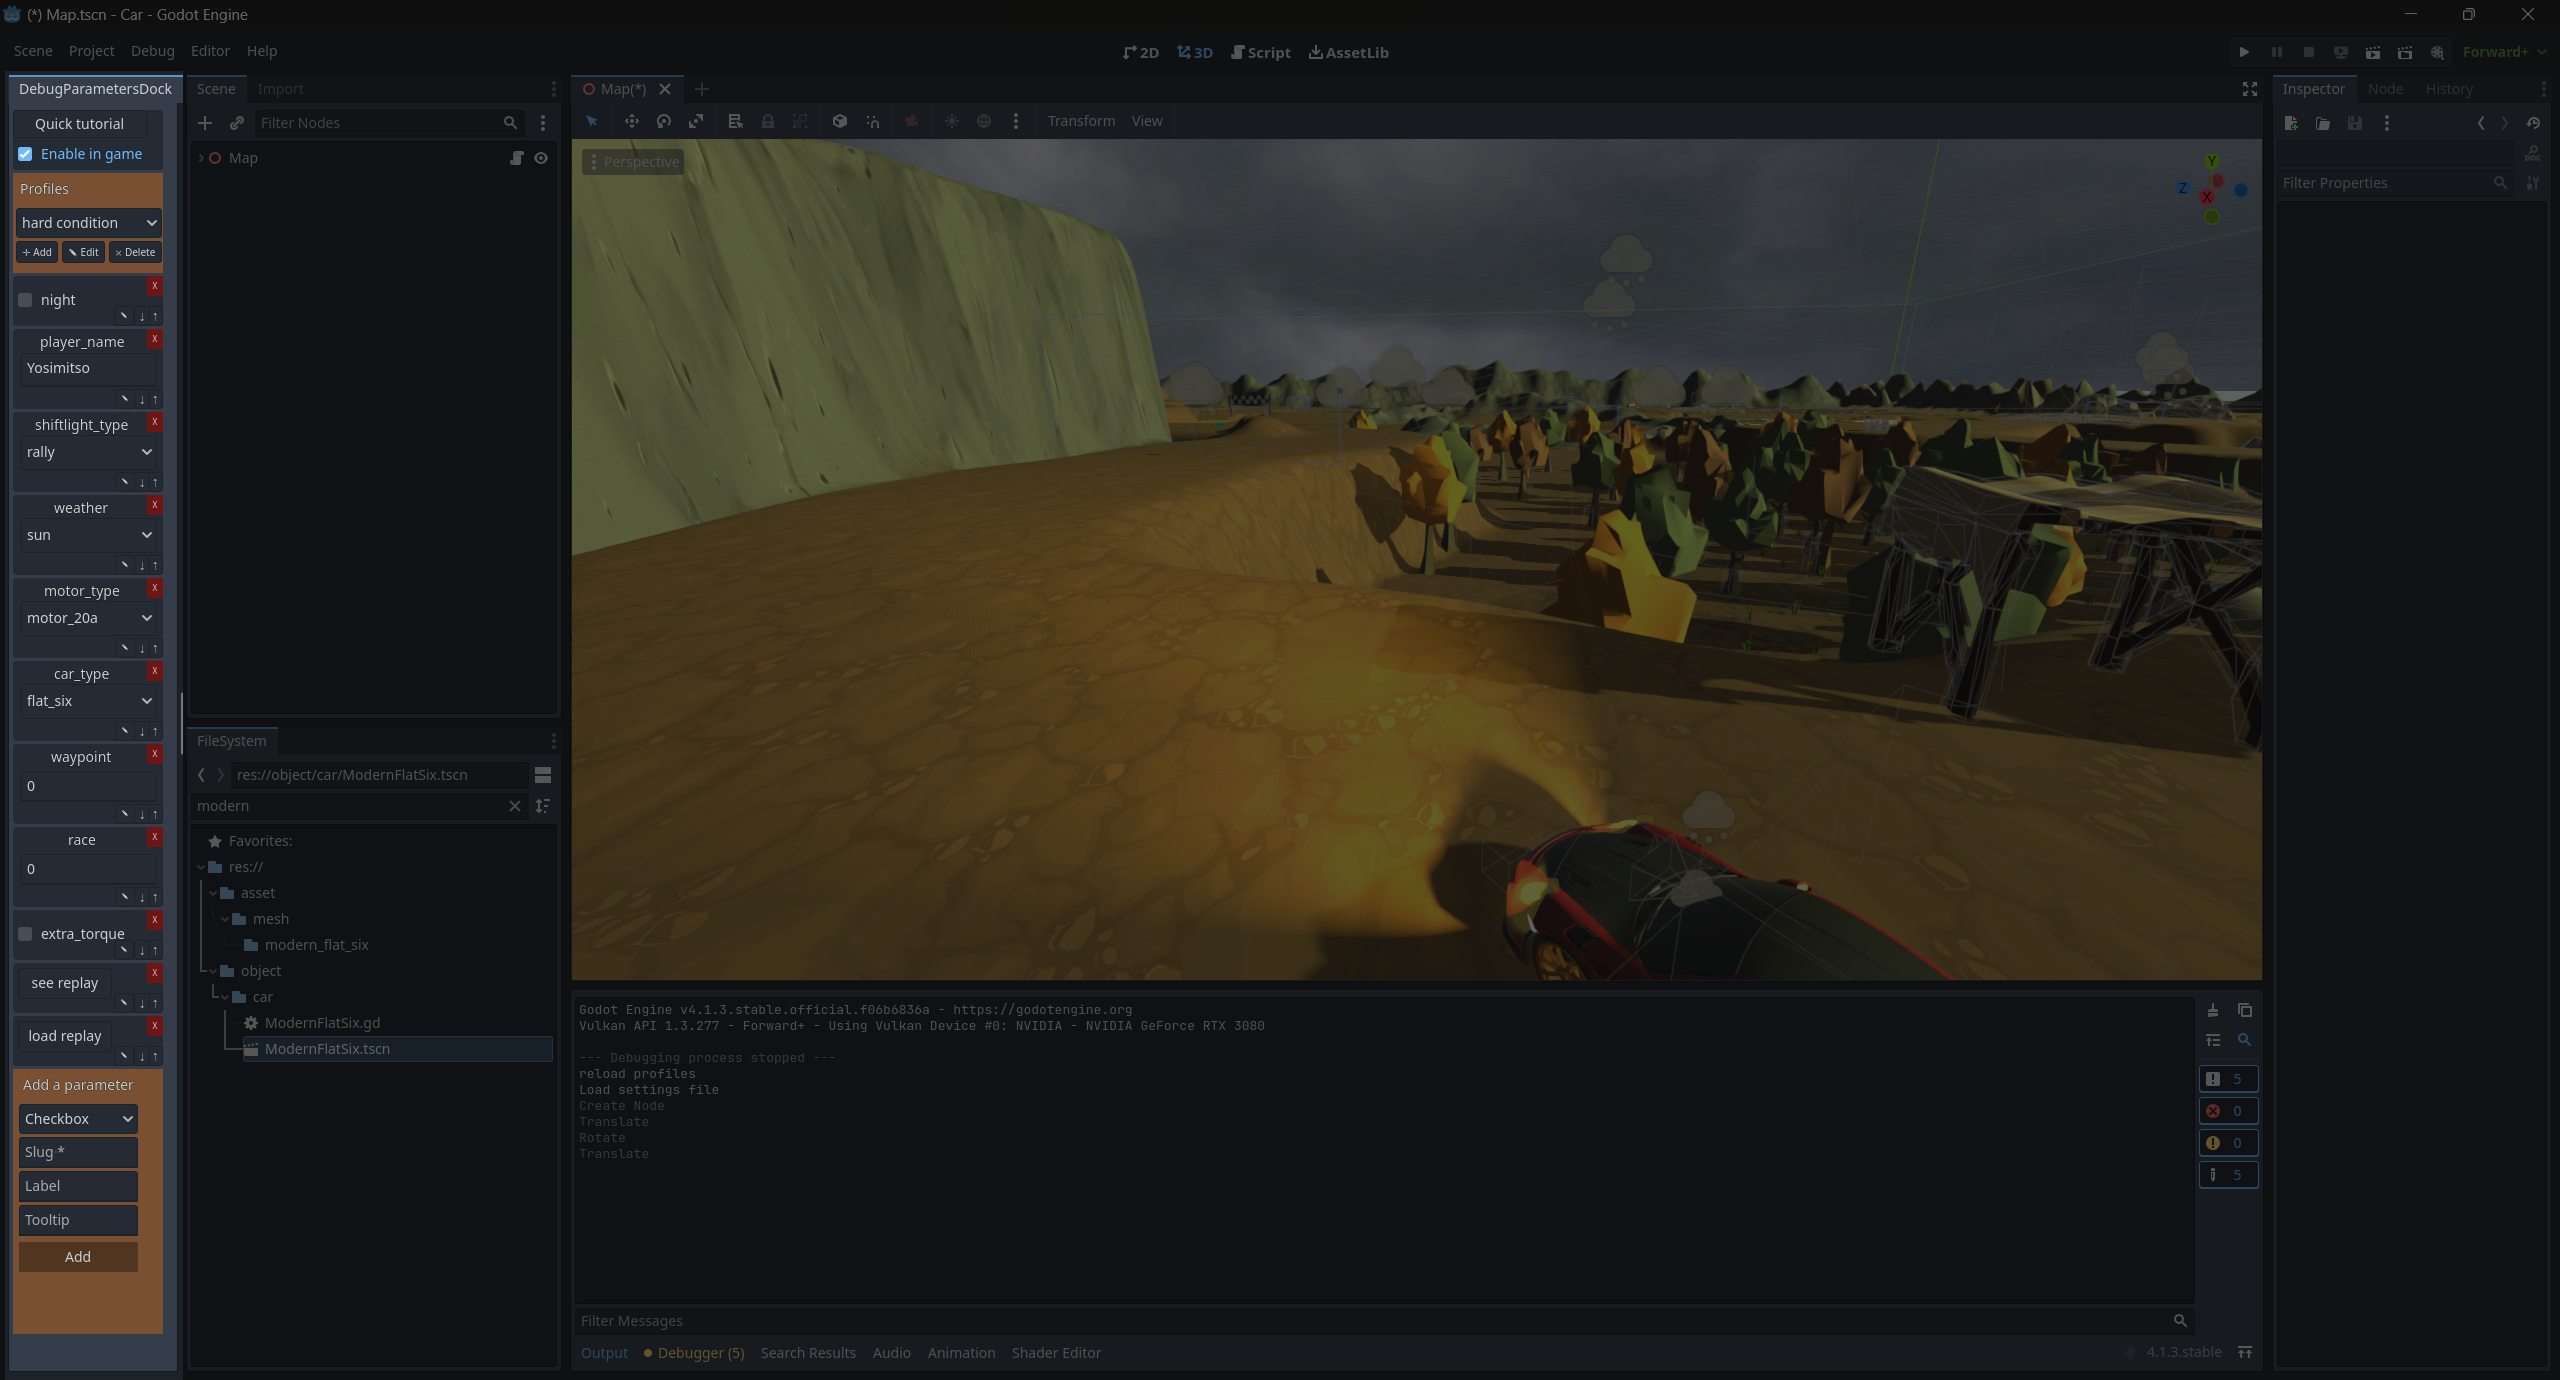 (*) Map.tscn - Car - Godot Engine
Scene Project Debug Editor Help
2D 3D Script AssetLib
Forward+
DebugParametersDock
Quick tutorial
Enable in game
Profiles
hard condition
+ Add Edit × Delete
X
night
X
player_name
Yosimitso
X
shiftlight_type
rally
X
weather
sun
X
motor_type
motor_20a
X
car_type
flat_six
X
waypoint
0
X
race
0
X
extra_torque
X
see replay
X
load replay
Add a parameter
Checkbox
Slug *
Label
Tooltip
Add
Scene Import
Filter Nodes
Map
FileSystem
res://object/car/ModernFlatSix.tscn
modern
Favorites:
res://
asset
mesh
modern_flat_six
object
car
ModernFlatSix.gd
ModernFlatSix.tscn
Map(*)
Transform View
Perspective
Y
Z
X
Godot Engine v4.1.3.stable.official.f06b6836a - https://godotengine.org
Vulkan API 1.3.277 - Forward+ - Using Vulkan Device #0: NVIDIA - NVIDIA GeForce RTX 3080
--- Debugging process stopped ---
reload profiles
Load settings file
Create Node
Translate
Rotate
Translate
5
0
0
5
Filter Messages
Output Debugger (5) Search Results Audio Animation Shader Editor
4.1.3.stable
Inspector Node History
Filter Properties